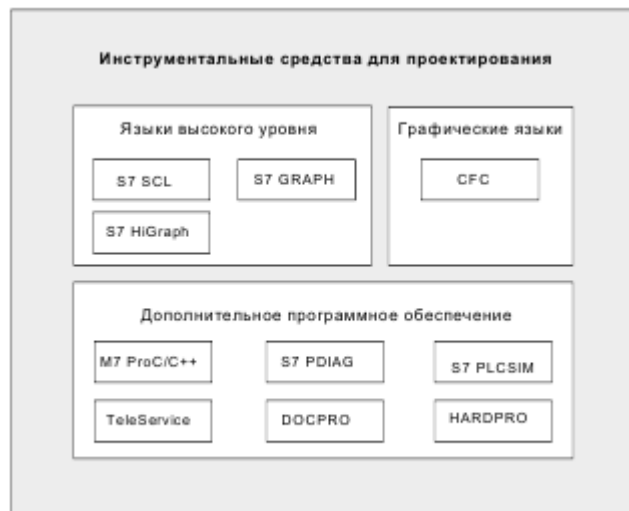 Инструментальные средства для проектирования
Языки высокого уровня
S7 SCL
S7 GRAPH
S7 HiGraph
Графические языки
CFC
Дополнительное программное обеспечение
M7 ProC/C++
S7 PDIAG
S7 PLCSIM
TeleService
DOCPRO
HARDPRO